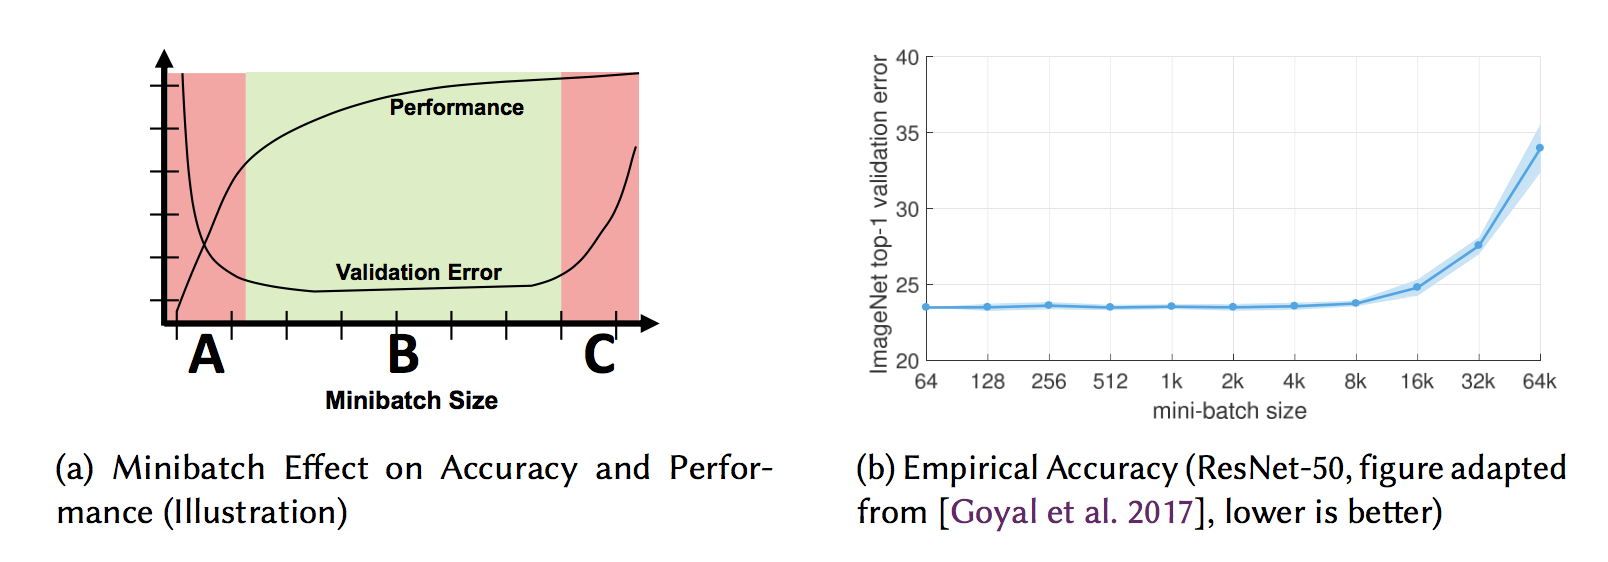 Performance
Validation Error
A B C
Minibatch Size
(a) Minibatch Effect on Accuracy and Perfor-
mance (Illustration)
ImageNet top-1 validation error
40
35
30
25
20
64 128 256 512 1k 2k 4k 8k 16k 32k 64k
mini-batch size
(b) Empirical Accuracy (ResNet-50, figure adapted
from [Goyal et al. 2017], lower is better)